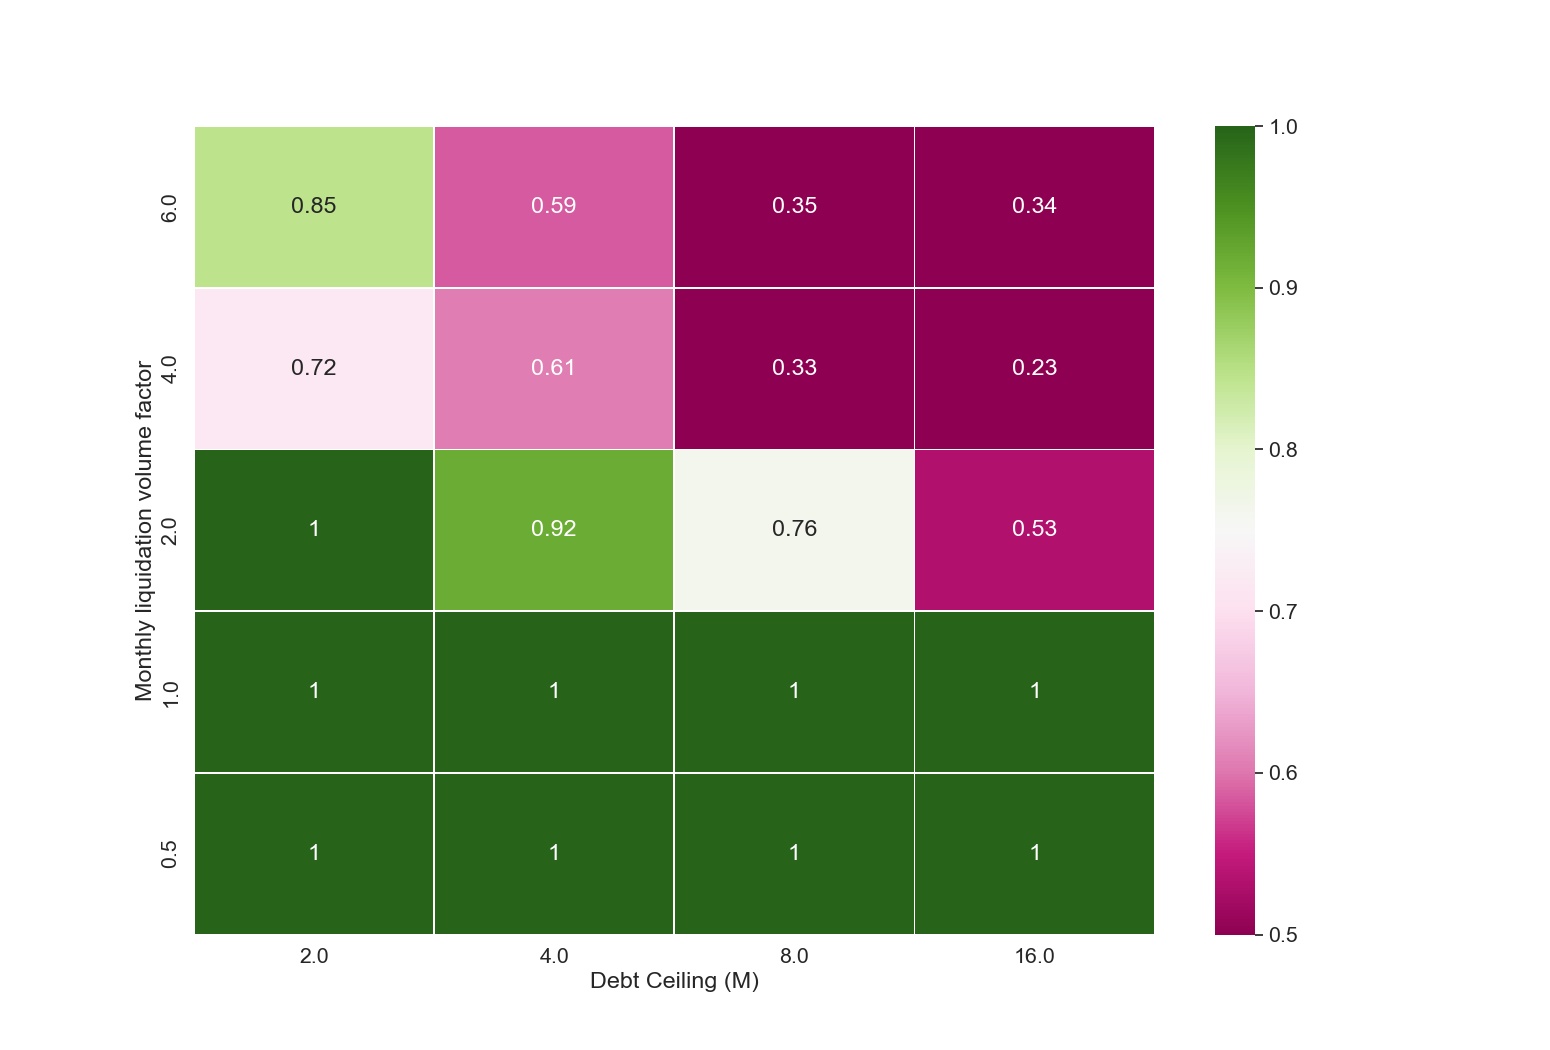 1.0
6.0 0.85 0.59 0.35 0.34
0.9
4.0 0.72 0.61 0.33 0.23
0.8
Monthly liquidation volume factor
2.0 1 0.92 0.76 0.53
0.7
1.0 1 1 1 1
0.6
0.5 1 1 1 1
0.5
2.0 4.0 8.0 16.0
Debt Ceiling (M)